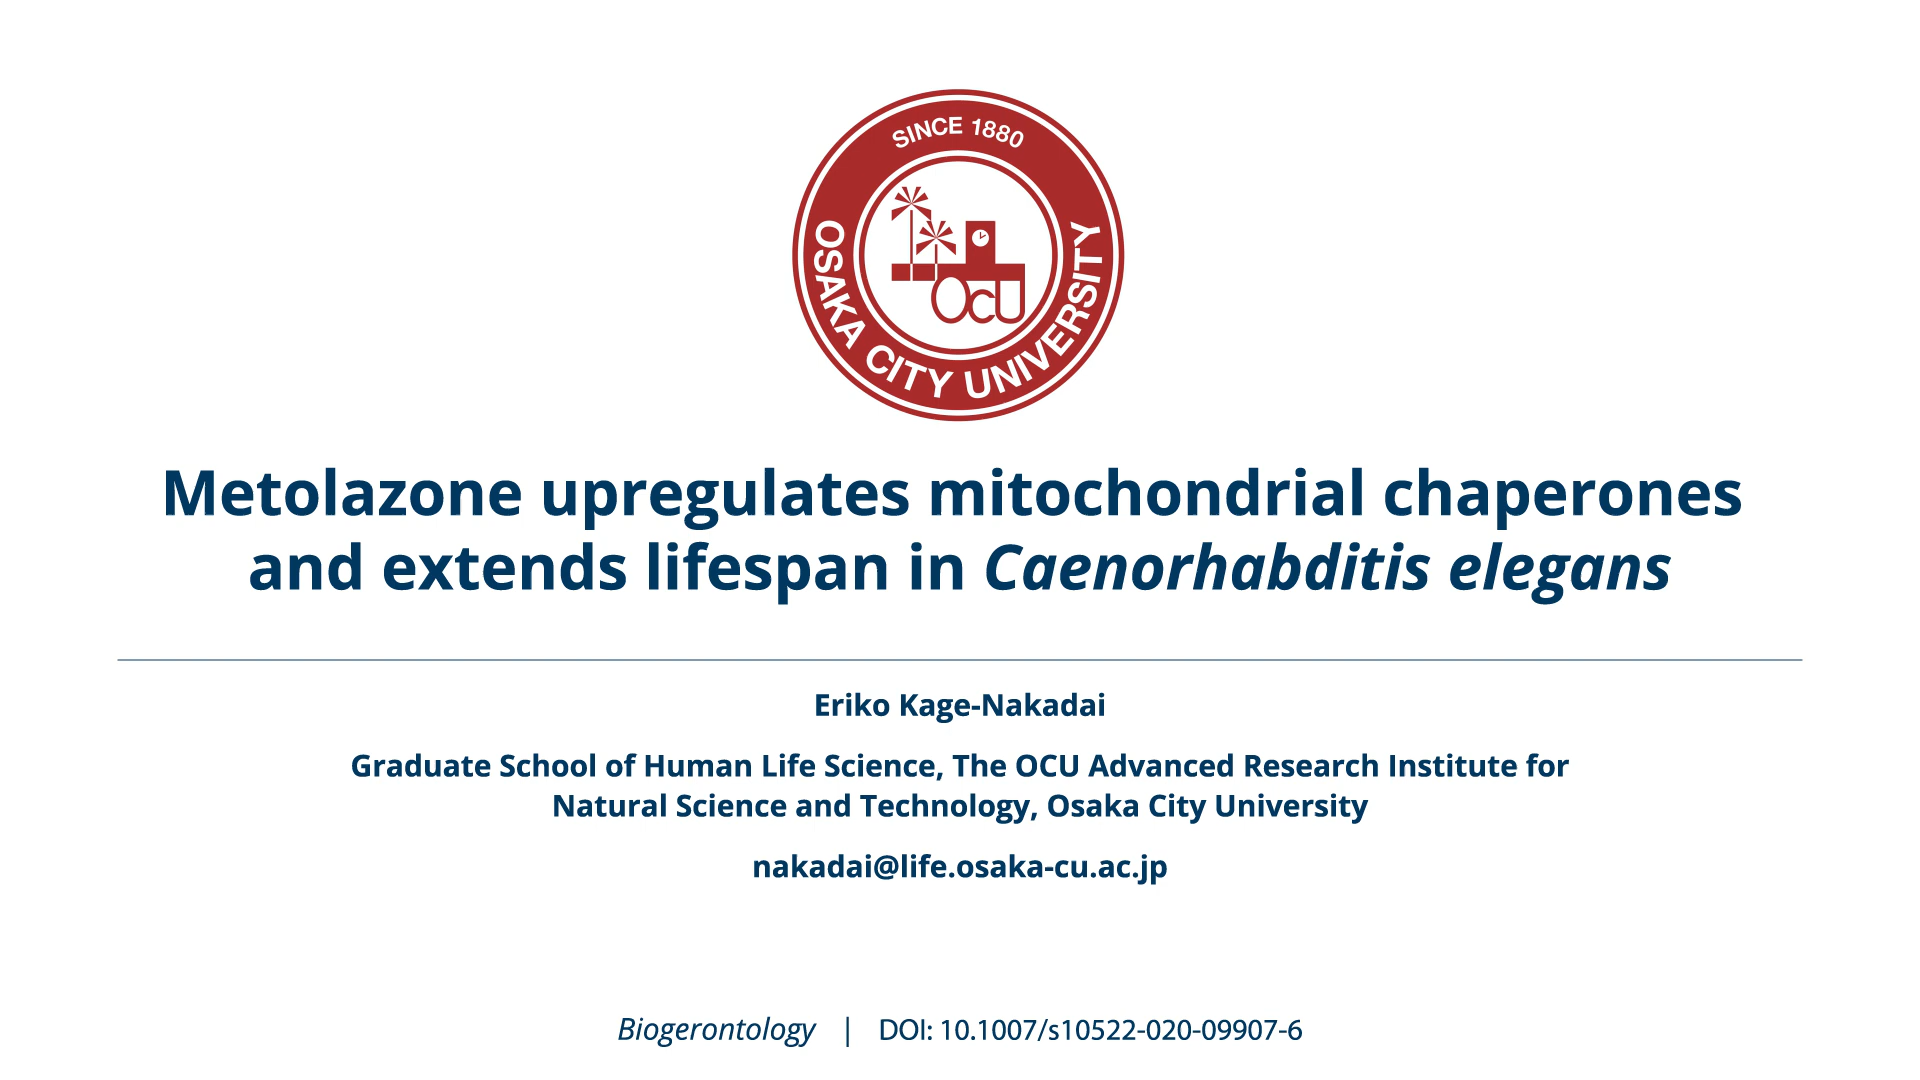 SINCE 1880
OCU
OSAKA CITY UNIVERSITY
Metolazone upregulates mitochondrial chaperones
and extends lifespan in Caenorhabditis elegans
Eriko Kage-Nakadai
Graduate School of Human Life Science, The OCU Advanced Research Institute for
Natural Science and Technology, Osaka City University
nakadai@life.osaka-cu.ac.jp
Biogerontology | DOI: 10.1007/s10522-020-09907-6